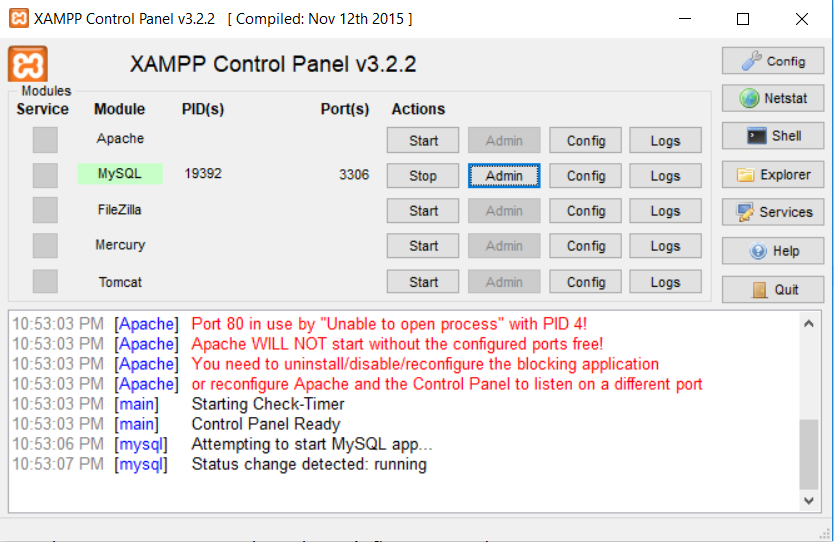 XAMPP Control Panel v3.2.2 [ Compiled: Nov 12th 2015 ]
XAMPP Control Panel v3.2.2
Config
Modules
Service Module PID(s) Port(s) Actions
Netstat
Apache Start Admin Config Logs
Shell
MySQL 19392 3306 Stop Admin Config Logs
Explorer
FileZilla Start Admin Config Logs
Services
Mercury Start Admin Config Logs
Help
Tomcat Start Admin Config Logs
Quit
10:53:03 PM [Apache] Port 80 in use by "Unable to open process" with PID 4!
10:53:03 PM [Apache] Apache WILL NOT start without the configured ports free!
10:53:03 PM [Apache] You need to uninstall/disable/reconfigure the blocking application
10:53:03 PM [Apache] or reconfigure Apache and the Control Panel to listen on a different port
10:53:03 PM [main] Starting Check-Timer
10:53:03 PM [main] Control Panel Ready
10:53:06 PM [mysql] Attempting to start MySQL app...
10:53:07 PM [mysql] Status change detected: running